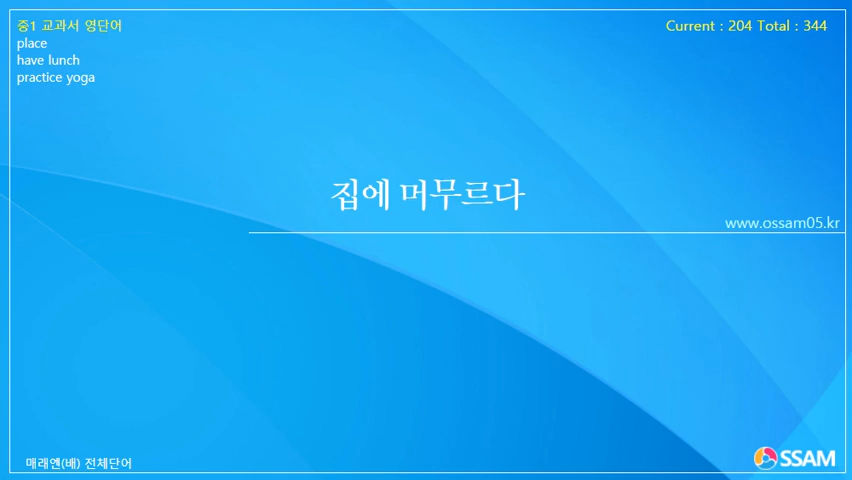 중1 교과서 영단어
Current : 204 Total : 344
place
have lunch
practice yoga
집에 머무르다
www.ossam05.kr
매래엔(배) 전체단어
OSSAM